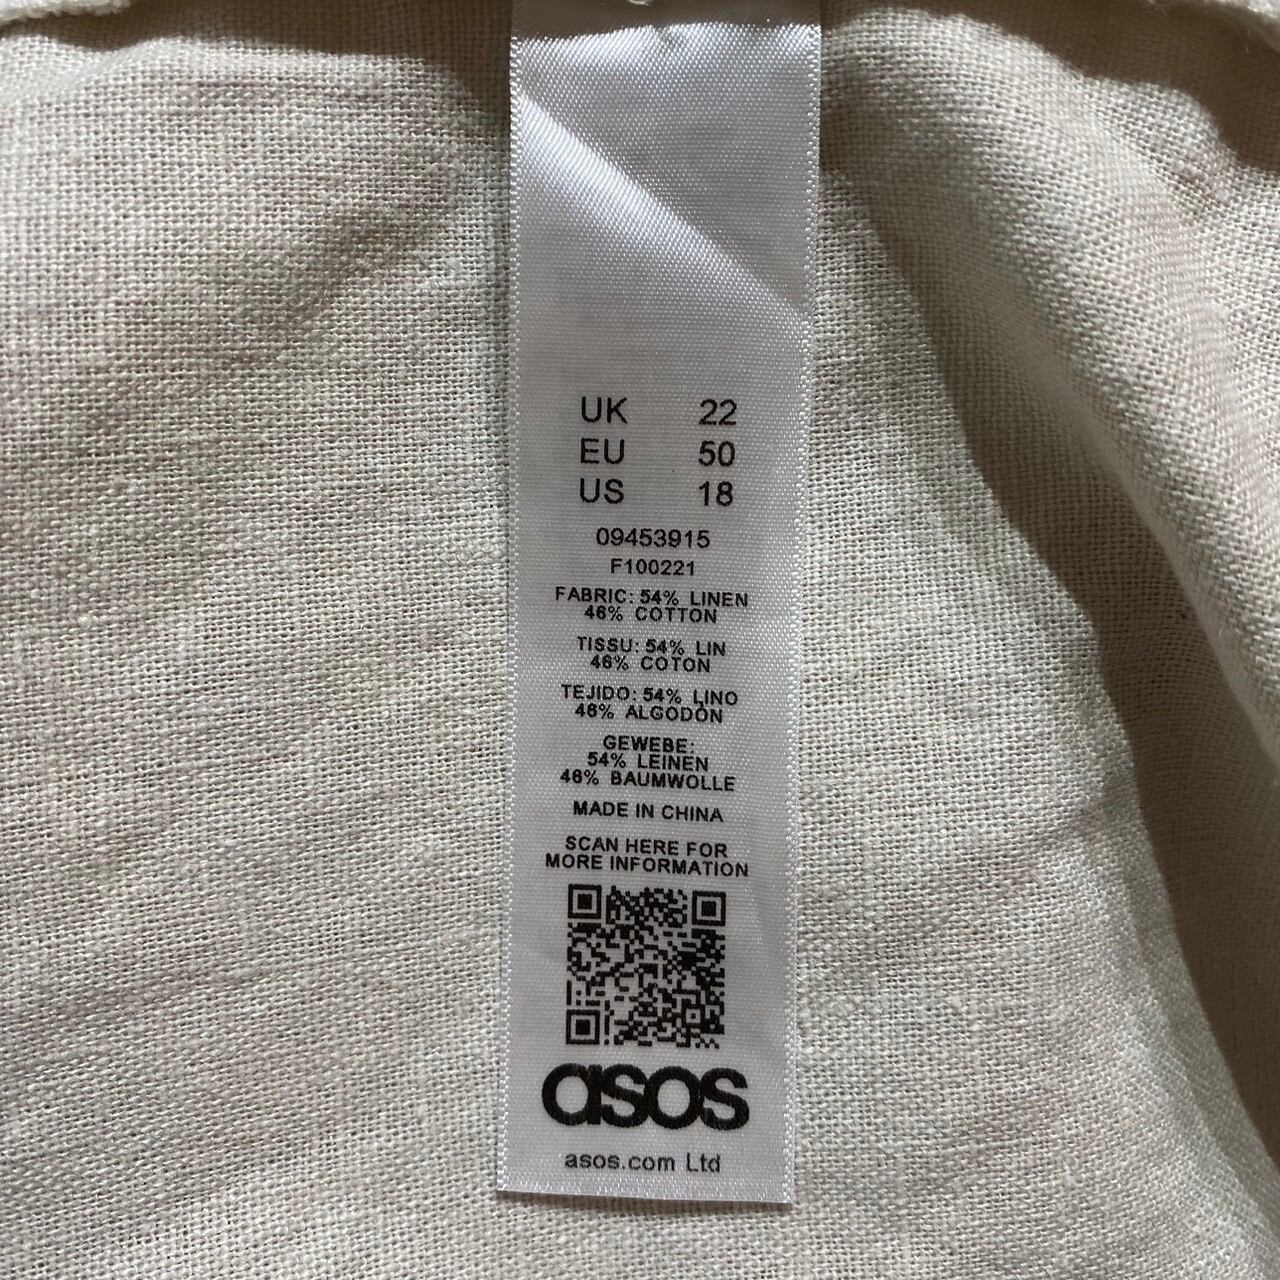 UK 22
EU 50
US 18
09453915
F100221
FABRIC: 54% LINEN
46% COTTON
TISSU: 54% LIN
46% COTON
TEJIDO: 54% LINO
46% ALGODÓN
GEWEBE:
54% LEINEN
46% BAUMWOLLE
MADE IN CHINA
SCAN HERE FOR
MORE INFORMATION
asos
asos.com Ltd